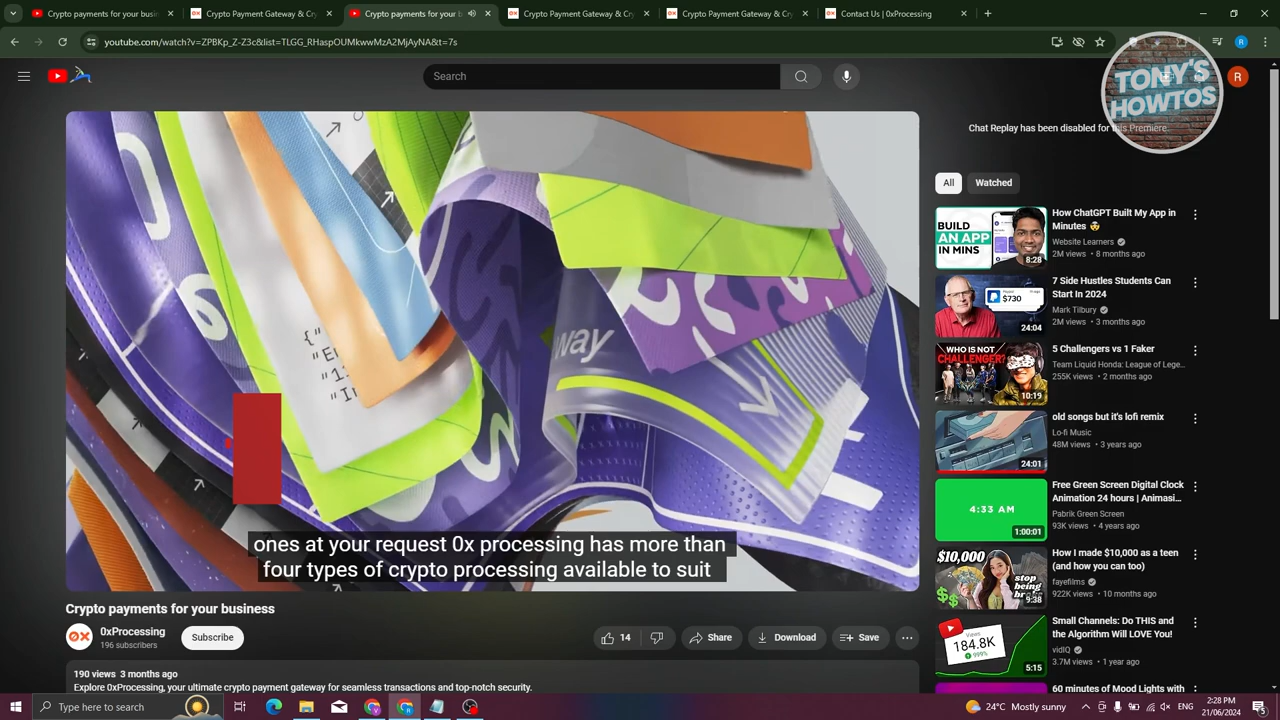 Crypto payments for your busin
Crypto Payment Gateway & Cry
Crypto payments for your b
Crypto Payment Gateway & Cry
Crypto Payment Gateway & Cry
Contact Us | 0xProcessing
youtube.com/watch?v=ZPBKp_Z-Z3c&list=TLGG_RHaspOUMkwwMzA2MjAyNA&t=7s
Search
R
TONY'S
HOWTOS
Chat Replay has been disabled for this Premiere.
All
Watched
way
ones at your request 0x processing has more than
four types of crypto processing available to suit
Crypto payments for your business
0xProcessing
196 subscribers
Subscribe
14
Share
Download
Save
190 views 3 months ago
Explore 0xProcessing, your ultimate crypto payment gateway for seamless transactions and top-notch security.
BUILD
AN APP
IN MINS
8:28
How ChatGPT Built My App in
Minutes 🤯
Website Learners
2M views • 8 months ago
$730
24:04
7 Side Hustles Students Can
Start In 2024
Mark Tilbury
2M views • 3 months ago
WHO IS NOT
CHALLENGER?
10:19
5 Challengers vs 1 Faker
Team Liquid Honda: League of Lege...
255K views • 2 months ago
24:01
old songs but it's lofi remix
Lo-fi Music
48M views • 3 years ago
4:33 AM
1:00:01
Free Green Screen Digital Clock
Animation 24 hours | Animasi...
Pabrik Green Screen
93K views • 4 years ago
$10,000
stop
being
9:38
How I made $10,000 as a teen
(and how you can too)
fayefilms
922K views • 10 months ago
184.8K
Views
999%
5:15
Small Channels: Do THIS and
the Algorithm Will LOVE You!
vidIQ
3.7M views • 1 year ago
60 minutes of Mood Lights with
Type here to search
24°C Mostly sunny
ENG
2:28 PM
21/06/2024
5